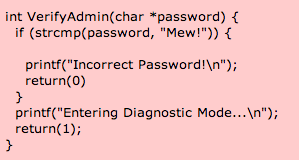 int VerifyAdmin(char *password) {
if (strcmp(password, "Mew!")) {
printf("Incorrect Password!\n");
return(0)
}
printf("Entering Diagnostic Mode...\n");
return(1);
}